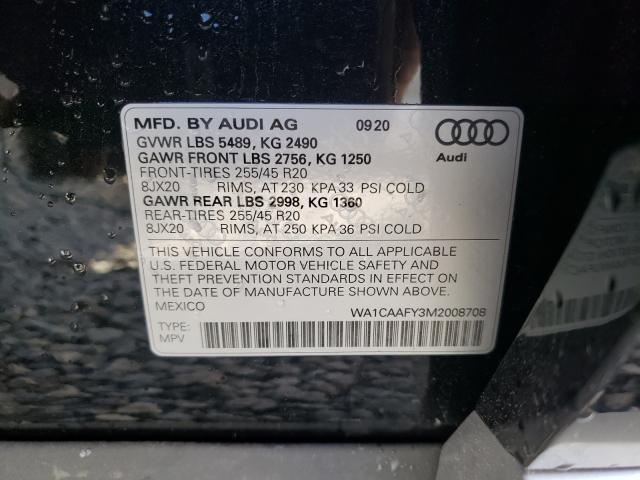 MFD. BY AUDI AG 09 20
GVWR LBS 5489, KG 2490
GAWR FRONT LBS 2756, KG 1250
FRONT-TIRES 255/45 R20
8JX20 RIMS, AT 230 KPA 33 PSI COLD
GAWR REAR LBS 2998, KG 1360
REAR-TIRES 255/45 R20
8JX20 RIMS, AT 250 KPA 36 PSI COLD
Audi
THIS VEHICLE CONFORMS TO ALL APPLICABLE
U.S. FEDERAL MOTOR VEHICLE SAFETY AND
THEFT PREVENTION STANDARDS IN EFFECT ON
THE DATE OF MANUFACTURE SHOWN ABOVE.
MEXICO
WA1CAAFY3M2008708
TYPE:
MPV